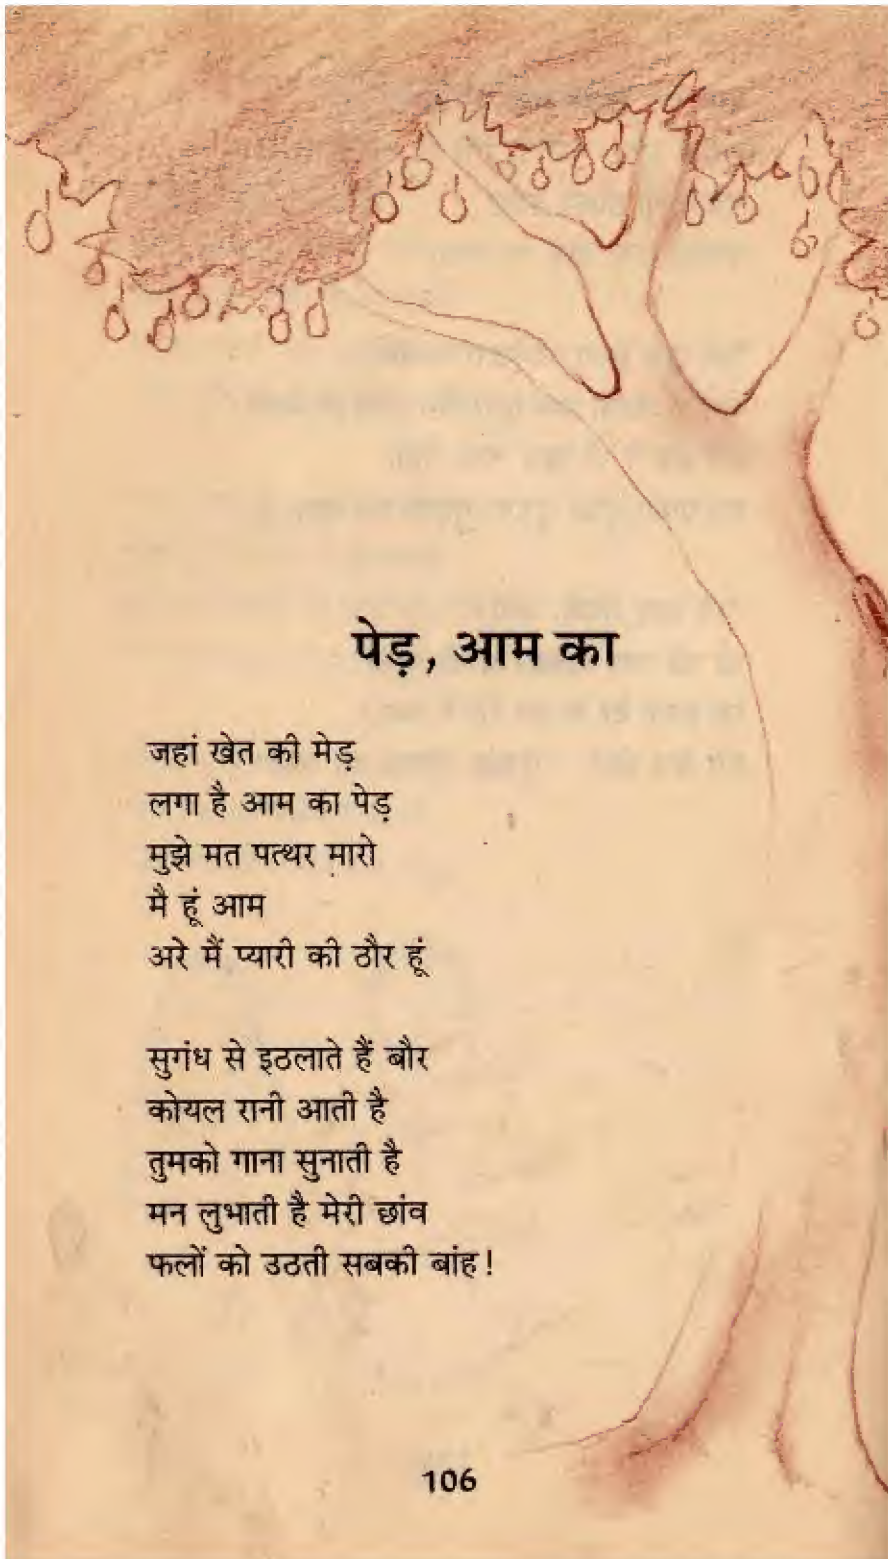 पेड़, आम का
जहां खेत की मेड़
लगा है आम का पेड़
मुझे मत पत्थर मारो
मै हूं आम
अरे मैं प्यारी की ठौर हूं
सुगंध से इठलाते हैं बौर
कोयल रानी आती है
तुमको गाना सुनाती है
मन लुभाती है मेरी छांव
फलों को उठती सबकी बांह!
106